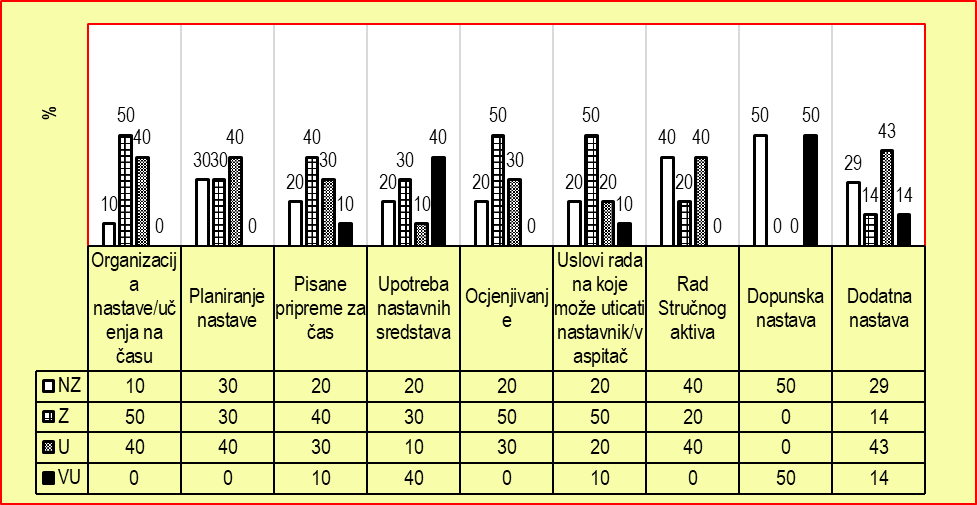 %
10 50 40 0
30 30 40 0
20 40 30 10
20 30 10 40
20 50 30 0
20 50 20 10
40 20 40 0
50 0 0 50
29 14 43 14
Organizacij
a
nastave/uč
enja na
času
Planiranje
nastave
Pisane
pripreme za
čas
Upotreba
nastavnih
sredstava
Ocjenjivanj
e
Uslovi rada
na koje
može uticati
nastavnik/v
aspitač
Rad
Stručnog
aktiva
Dopunska
nastava
Dodatna
nastava
NZ 10 30 20 20 20 20 40 50 29
Z 50 30 40 30 50 50 20 0 14
U 40 40 30 10 30 20 40 0 43
VU 0 0 10 40 0 10 0 50 14